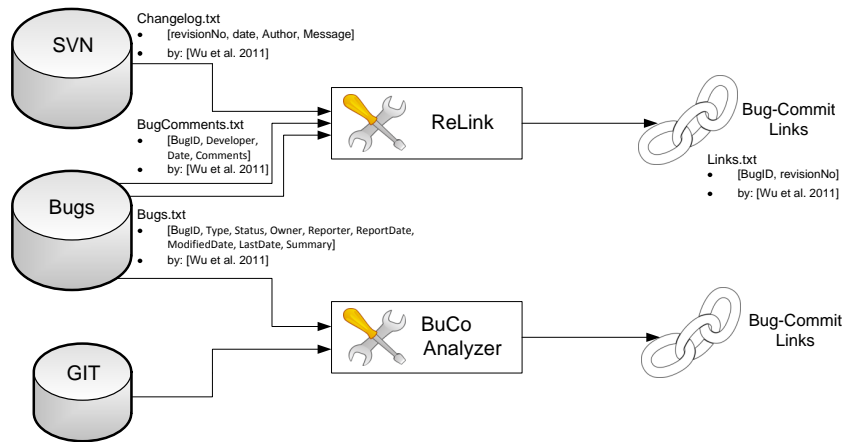 Changelog.txt
• [revisionNo, date, Author, Message]
• by: [Wu et al. 2011]
SVN
BugComments.txt
• [BugID, Developer,
Date, Comments]
• by: [Wu et al. 2011]
ReLink
Bug-Commit
Links
Links.txt
• [BugID, revisionNo]
• by: [Wu et al. 2011]
Bugs
Bugs.txt
• [BugID, Type, Status, Owner, Reporter, ReportDate,
ModifiedDate, LastDate, Summary]
• by: [Wu et al. 2011]
BuCo
Analyzer
Bug-Commit
Links
GIT